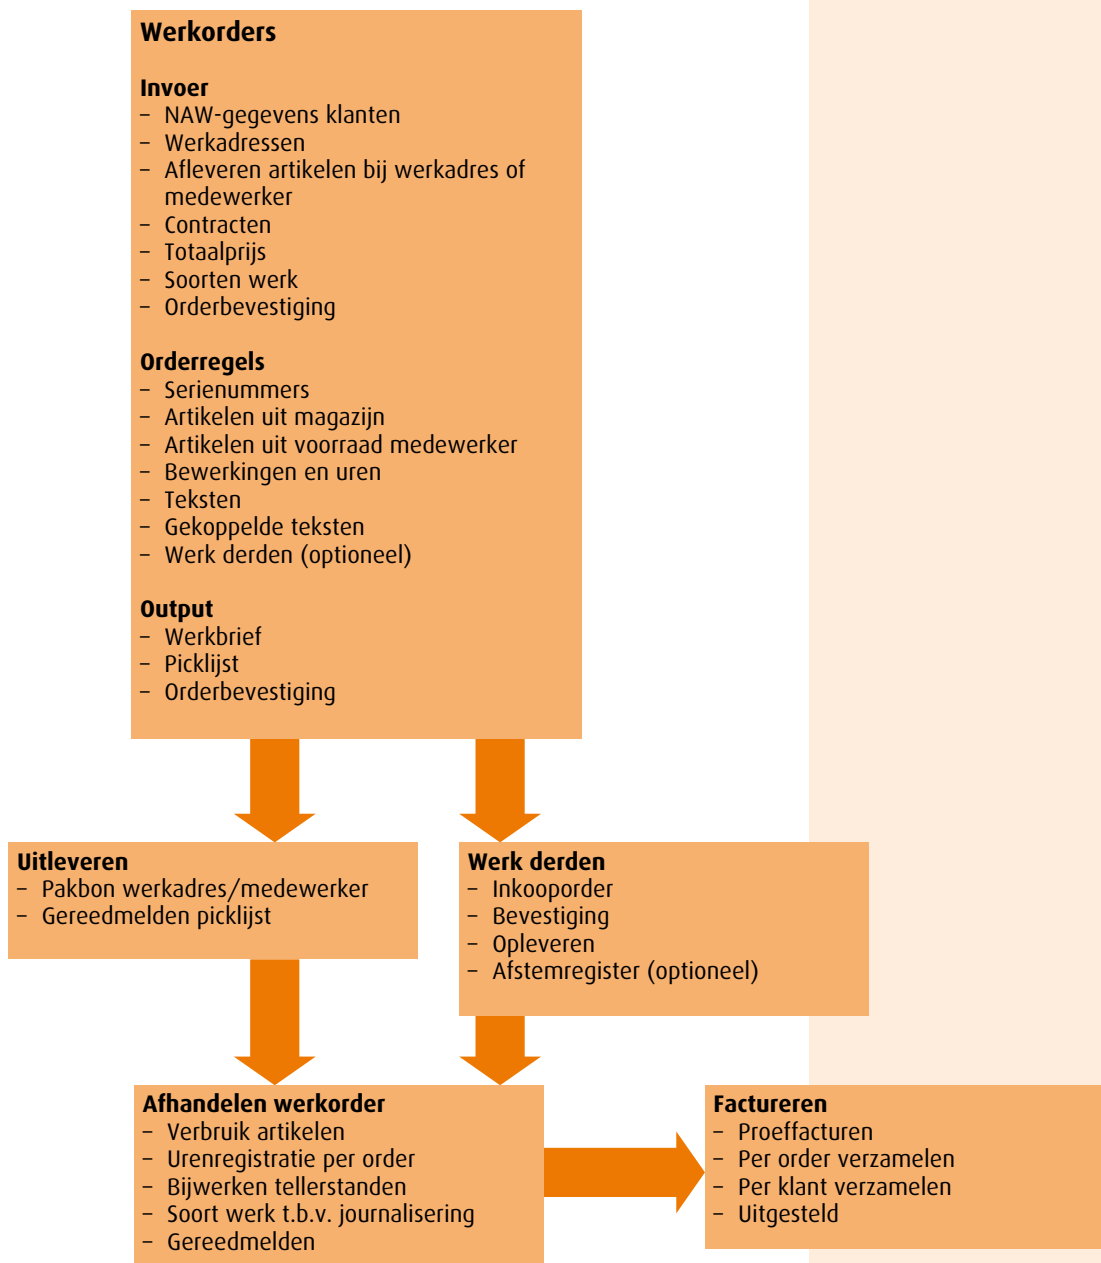 Werkorders
Invoer
– NAW-gegevens klanten
– Werkadressen
– Afleveren artikelen bij werkadres of
medewerker
– Contracten
– Totaalprijs
– Soorten werk
– Orderbevestiging
Orderregels
– Serienummers
– Artikelen uit magazijn
– Artikelen uit voorraad medewerker
– Bewerkingen en uren
– Teksten
– Gekoppelde teksten
– Werk derden (optioneel)
Output
– Werkbrief
– Picklijst
– Orderbevestiging
Uitleveren
– Pakbon werkadres/medewerker
– Gereedmelden picklijst
Werk derden
– Inkooporder
– Bevestiging
– Opleveren
– Afstemregister (optioneel)
Afhandelen werkorder
– Verbruik artikelen
– Urenregistratie per order
– Bijwerken tellerstanden
– Soort werk t.b.v. journalisering
– Gereedmelden
Factureren
– Proeffacturen
– Per order verzamelen
– Per klant verzamelen
– Uitgesteld